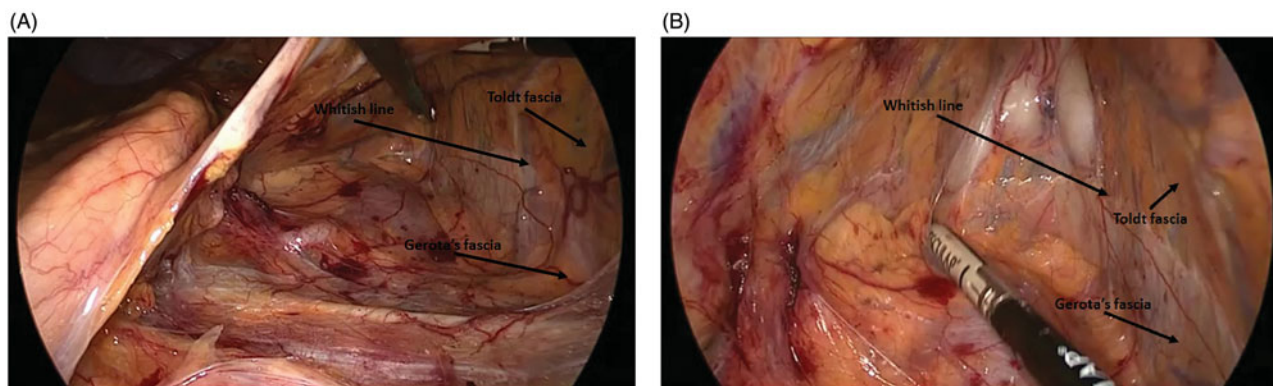 (A)
Whitish line
Toldt fascia
Gerota's fascia
(B)
Whitish line
Toldt fascia
Gerota's fascia